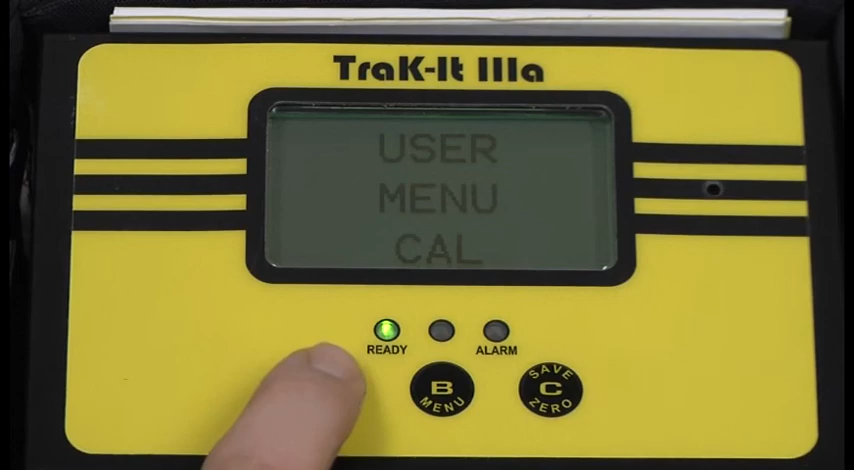 TraK-It IIIa
USER
MENU
CAL
READY
ALARM
B
MENU
SAVE
C
ZERO